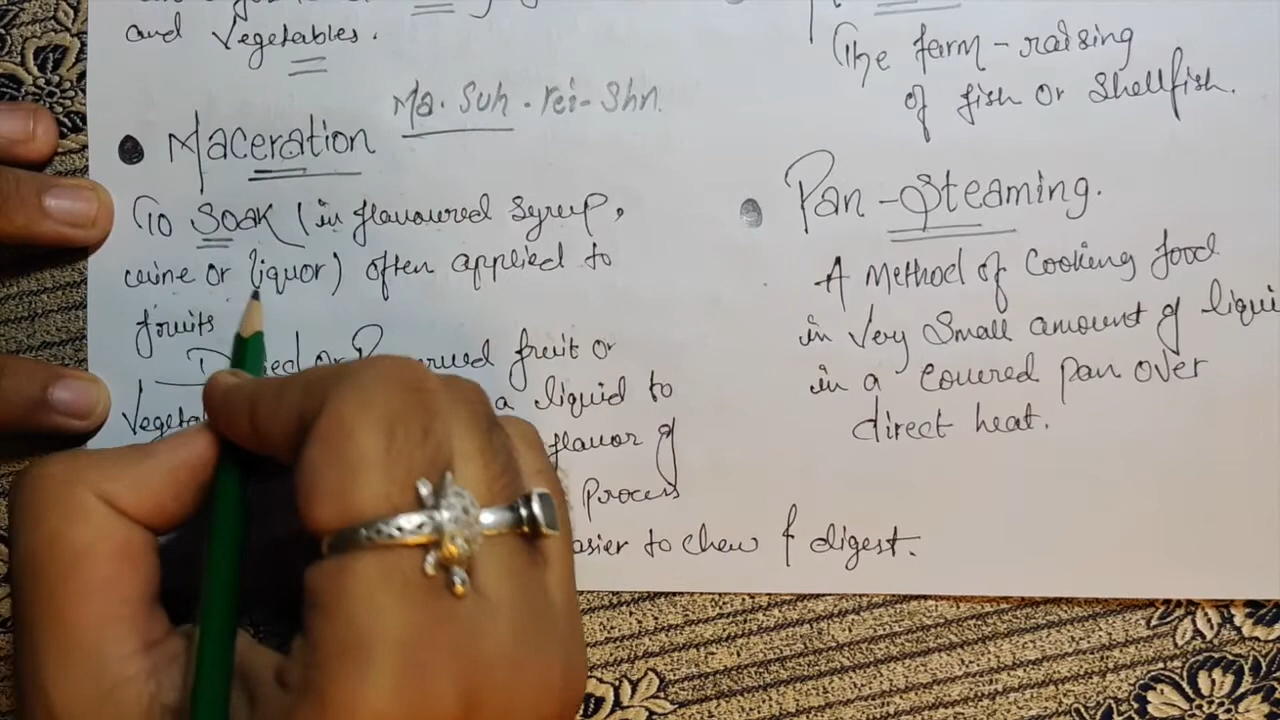 and Vegetables.
Maceration Ma. Suh. rei- Shn.
To Soak (in flavoured Syrup,
wine or liquor) often applied to
fruits
fruit or
a liquid to
flavor of
Process
to chew & digest.
The farm-raising
of fish or Shellfish.
Pan-Steaming.
A Method of Cooking food
in Very Small amount of liqui
in a Covered pan over
direct heat.